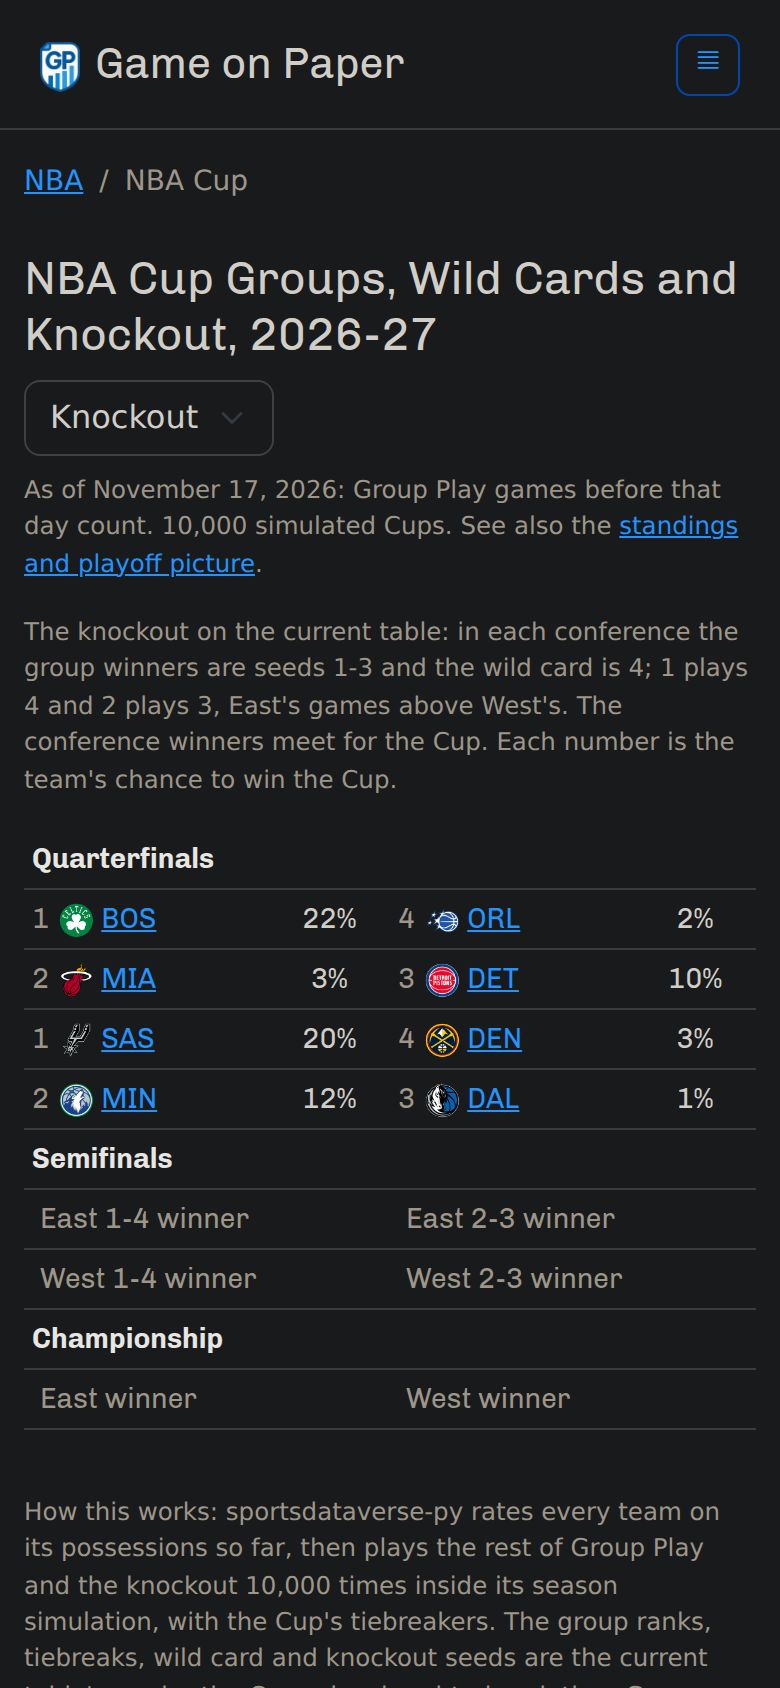 GP Game on Paper
NBA / NBA Cup
NBA Cup Groups, Wild Cards and
Knockout, 2026-27
Knockout
As of November 17, 2026: Group Play games before that
day count. 10,000 simulated Cups. See also the standings
and playoff picture.
The knockout on the current table: in each conference the
group winners are seeds 1-3 and the wild card is 4; 1 plays
4 and 2 plays 3, East's games above West's. The
conference winners meet for the Cup. Each number is the
team's chance to win the Cup.
Quarterfinals
1 BOS 22% 4 ORL 2%
2 MIA 3% 3 DET 10%
1 SAS 20% 4 DEN 3%
2 MIN 12% 3 DAL 1%
Semifinals
East 1-4 winner East 2-3 winner
West 1-4 winner West 2-3 winner
Championship
East winner West winner
How this works: sportsdataverse-py rates every team on
its possessions so far, then plays the rest of Group Play
and the knockout 10,000 times inside its season
simulation, with the Cup's tiebreakers. The group ranks,
tiebreaks, wild card and knockout seeds are the current